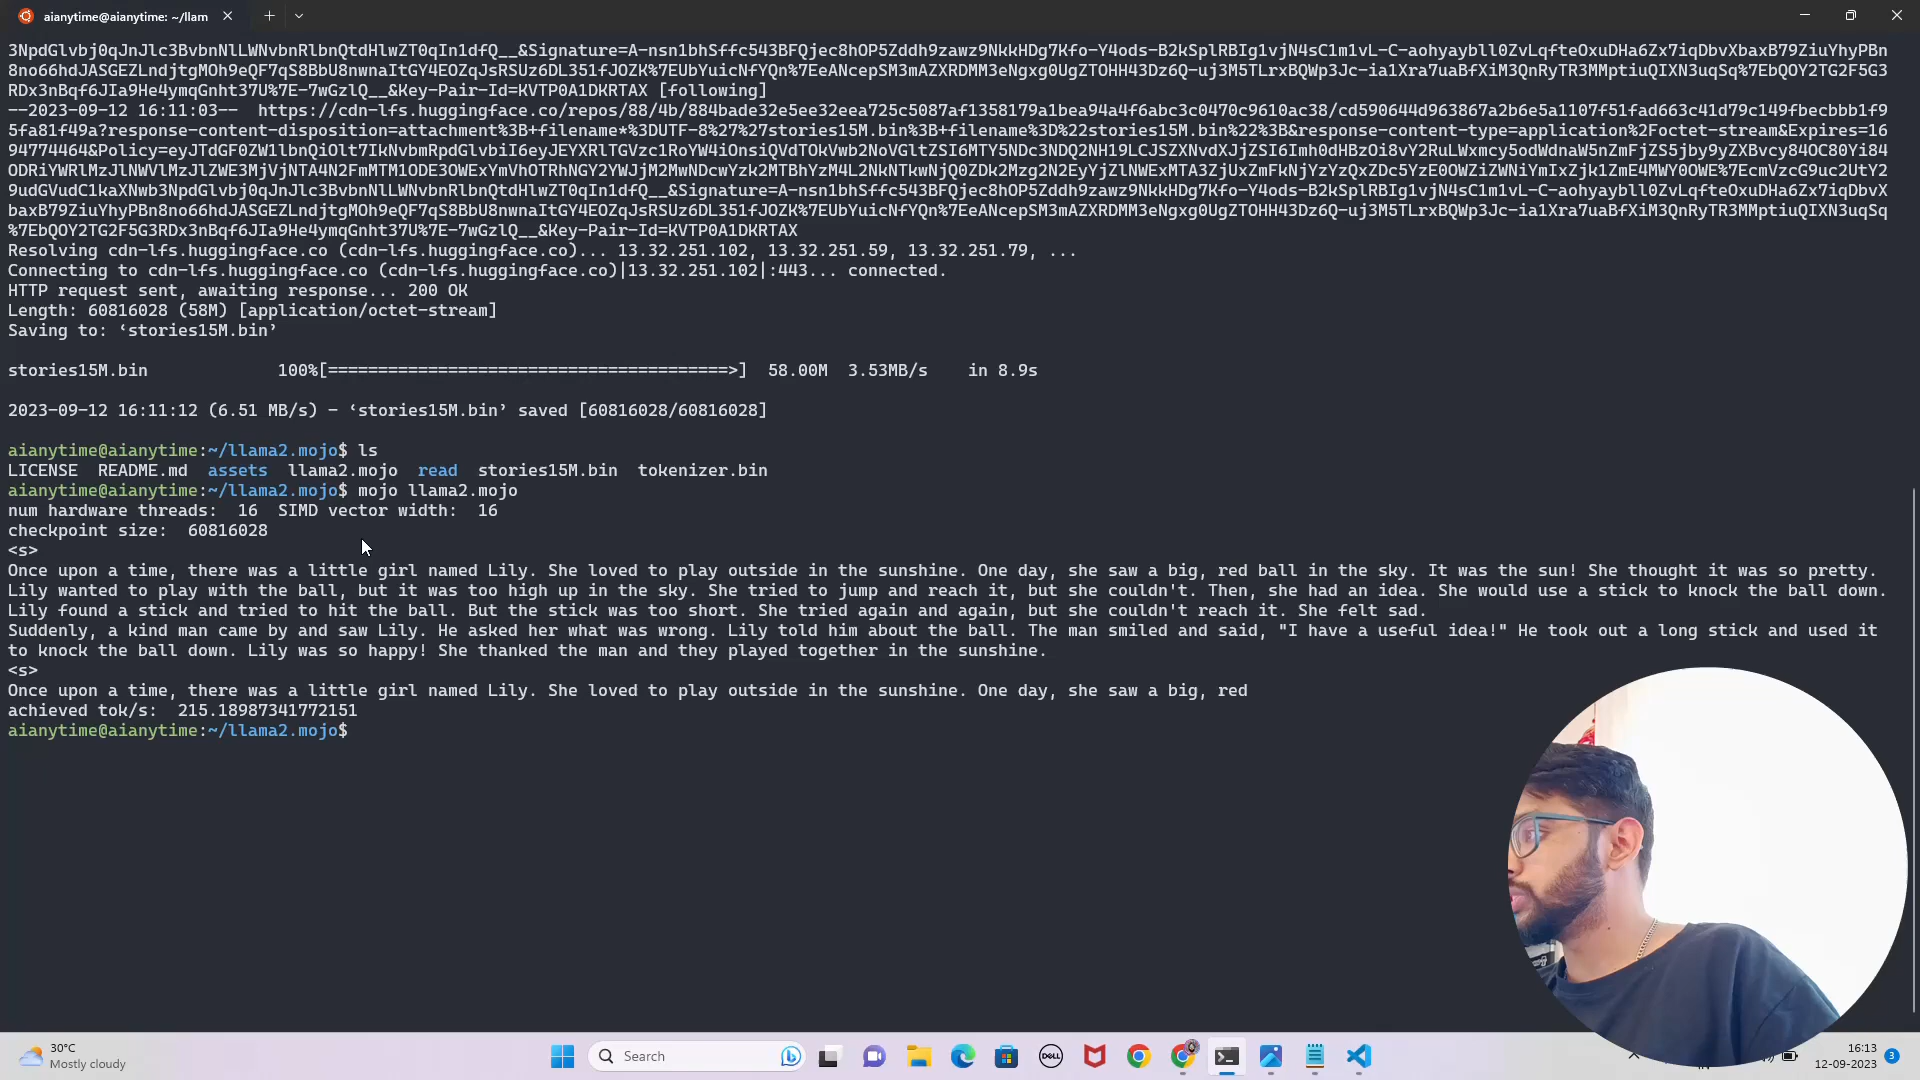 aianytime@aianytime: ~/llam
3NpdGlvbj0qJnJlc3BvbnNlLWNvbnRlbnQtdHlwZT0qIn1dfQ__&Signature=A-nsn1bhSffc543BFQjec8hOP5Zddh9zawz9NkkHDg7Kfo-Y4ods-B2kSplRBIg1vjN4sC1m1vL-C-aohyaybll0ZvLqfteOxuDHa6Zx7iqDbvXbaxB79ZiuYhyPBn
8no66hdJASGEZLndjtgMOh9eQF7qS8BbU8nwnaItGY4EOZqJsRSUz6DL351fJOZK%7EUbYuicNfYQn%7EeANcepSM3mAZXRDMM3eNgxg0UgZTOHH43Dz6Q-uj3M5TLrxBQWp3Jc-ia1Xra7uaBfXiM3QnRyTR3MMptiuQIXN3uqSq%7EbQOY2TG2F5G3
RDx3nBqf6JIa9He4ymqGnht37U%7E-7wGzlQ__&Key-Pair-Id=KVTP0A1DKRTAX [following]
--2023-09-12 16:11:03-- https://cdn-lfs.huggingface.co/repos/88/4b/884bade32e5ee32eea725c5087af1358179a1bea94a4f6abc3c0470c9610ac38/cd590644d963867a2b6e5a1107f51fad663c41d79c149fbecbbb1f9
5fa81f49a?response-content-disposition=attachment%3B+filename*%3DUTF-8%27%27stories15M.bin%3B+filename%3D%22stories15M.bin%22%3B&response-content-type=application%2Foctet-stream&Expires=16
94774464&Policy=eyJTdGF0ZW1lbnQiOlt7IkNvbmRpdGlvbiI6eyJEYXRlTGVzc1RoYW4iOnsiQVdTOkVwb2NoVGltZSI6MTY5NDc3NDQ2NH19LCJSZXNvdXJjZSI6Imh0dHBzOi8vY2RuLWxmcy5odWdnaW5nZmFjZS5jby9yZXBvcy84OC80Yi84
ODRiYWRlMzJlNWVlMzJlZWE3MjVjNTA4N2FmMTM1ODE3OWExYmVhOTRhNGY2YWJjM2MwNDcwYzk2MTBhYzM4L2NkNTkwNjQ0ZDk2Mzg2N2EyYjZlNWExMTA3ZjUxZmFkNjYzYzQxZDc5YzE0OWZiZWNiYmIxZjk1ZmE4MWY0OWE%7EcmVzcG9uc2UtY2
9udGVudC1kaXNwb3NpdGlvbj0qJnJlc3BvbnNlLWNvbnRlbnQtdHlwZT0qIn1dfQ__&Signature=A-nsn1bhSffc543BFQjec8hOP5Zddh9zawz9NkkHDg7Kfo-Y4ods-B2kSplRBIg1vjN4sC1m1vL-C-aohyaybll0ZvLqfteOxuDHa6Zx7iqDbvX
baxB79ZiuYhyPBn8no66hdJASGEZLndjtgMOh9eQF7qS8BbU8nwnaItGY4EOZqJsRSUz6DL351fJOZK%7EUbYuicNfYQn%7EeANcepSM3mAZXRDMM3eNgxg0UgZTOHH43Dz6Q-uj3M5TLrxBQWp3Jc-ia1Xra7uaBfXiM3QnRyTR3MMptiuQIXN3uqSq
%7EbQOY2TG2F5G3RDx3nBqf6JIa9He4ymqGnht37U%7E-7wGzlQ__&Key-Pair-Id=KVTP0A1DKRTAX
Resolving cdn-lfs.huggingface.co (cdn-lfs.huggingface.co)... 13.32.251.102, 13.32.251.59, 13.32.251.79, ...
Connecting to cdn-lfs.huggingface.co (cdn-lfs.huggingface.co)|13.32.251.102|:443... connected.
HTTP request sent, awaiting response... 200 OK
Length: 60816028 (58M) [application/octet-stream]
Saving to: ‘stories15M.bin’
stories15M.bin 100%[========================================>] 58.00M 3.53MB/s in 8.9s
2023-09-12 16:11:12 (6.51 MB/s) - ‘stories15M.bin’ saved [60816028/60816028]
aianytime@aianytime:~/llama2.mojo$ ls
LICENSE README.md assets llama2.mojo read stories15M.bin tokenizer.bin
aianytime@aianytime:~/llama2.mojo$ mojo llama2.mojo
num hardware threads: 16 SIMD vector width: 16
checkpoint size: 60816028
<s>
Once upon a time, there was a little girl named Lily. She loved to play outside in the sunshine. One day, she saw a big, red ball in the sky. It was the sun! She thought it was so pretty.
Lily wanted to play with the ball, but it was too high up in the sky. She tried to jump and reach it, but she couldn't. Then, she had an idea. She would use a stick to knock the ball down.
Lily found a stick and tried to hit the ball. But the stick was too short. She tried again and again, but she couldn't reach it. She felt sad.
Suddenly, a kind man came by and saw Lily. He asked her what was wrong. Lily told him about the ball. The man smiled and said, "I have a useful idea!" He took out a long stick and used it
to knock the ball down. Lily was so happy! She thanked the man and they played together in the sunshine.
<s>
Once upon a time, there was a little girl named Lily. She loved to play outside in the sunshine. One day, she saw a big, red
achieved tok/s: 215.18987341772151
aianytime@aianytime:~/llama2.mojo$
30°C
Mostly cloudy
Search
DELL
16:13
12-09-2023
3